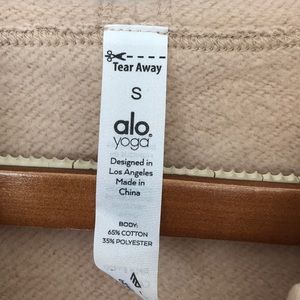 Tear Away
S
alo
yoga
Designed in
Los Angeles
Made in
China
BODY:
65% COTTON
35% POLYESTER